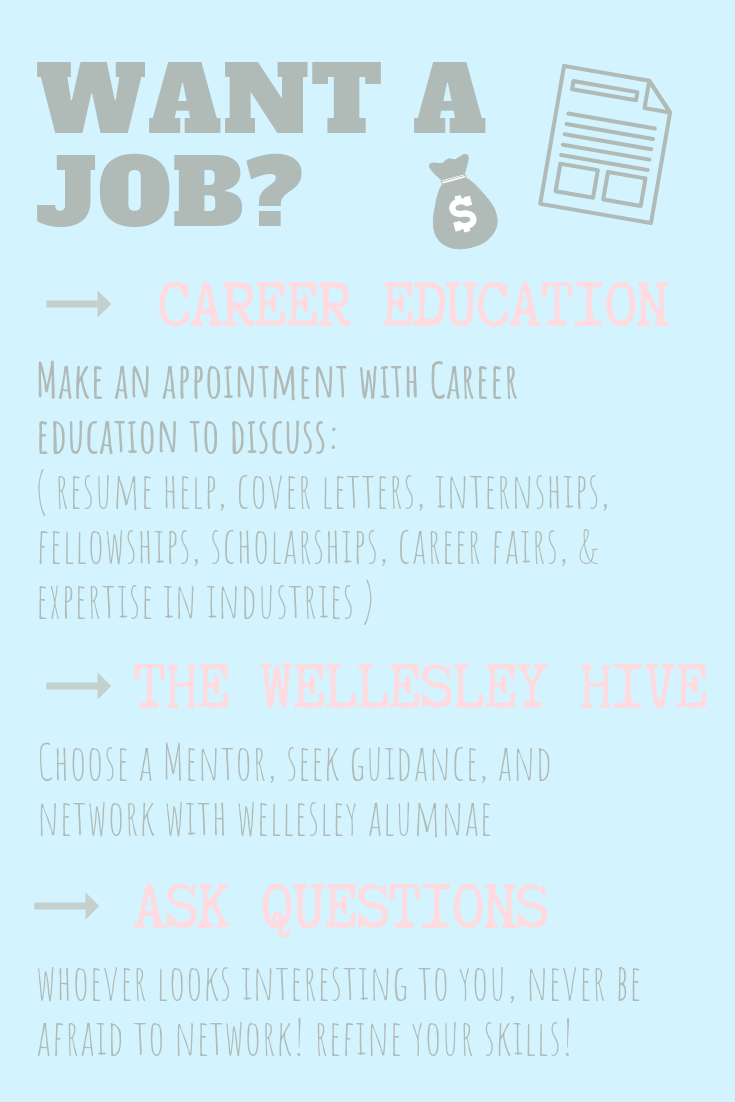 WANT A
JOB?
$
CAREER EDUCATION
Make an appointment with Career
education to discuss:
( resume help, cover letters, internships,
fellowships, scholarships, career fairs, &
expertise in industries )
THE WELLESLEY HIVE
Choose a Mentor, seek guidance, and
network with wellesley alumnae
ASK QUESTIONS
whoever looks interesting to you, never be
afraid to network! refine your skills!